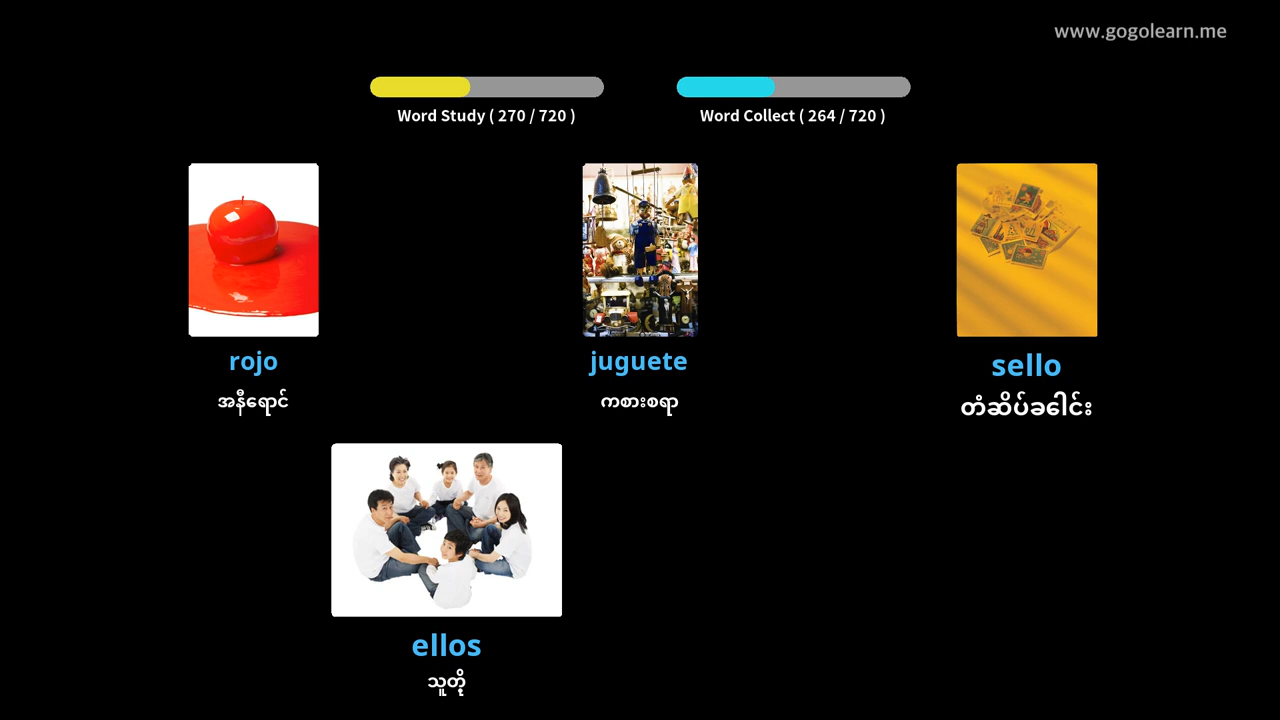 www.gogolearn.me
Word Study ( 270 / 720 )
Word Collect ( 264 / 720 )
rojo
juguete
sello
အနီရောင်
ကစားစရာ
တံဆိပ်ခေါင်း
ellos
သူတို့